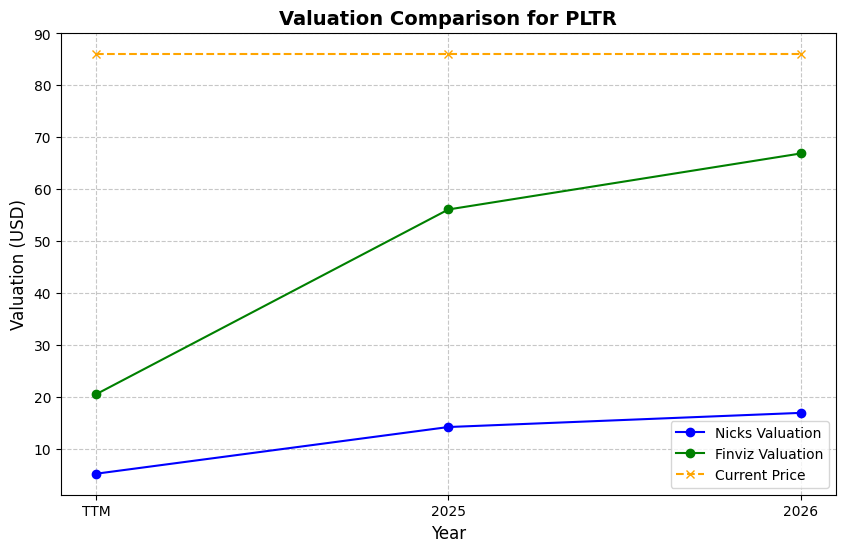 Valuation Comparison for PLTR
Valuation (USD)
90
80
70
60
50
40
30
20
10
TTM
2025
2026
Year
Nicks Valuation
Finviz Valuation
Current Price